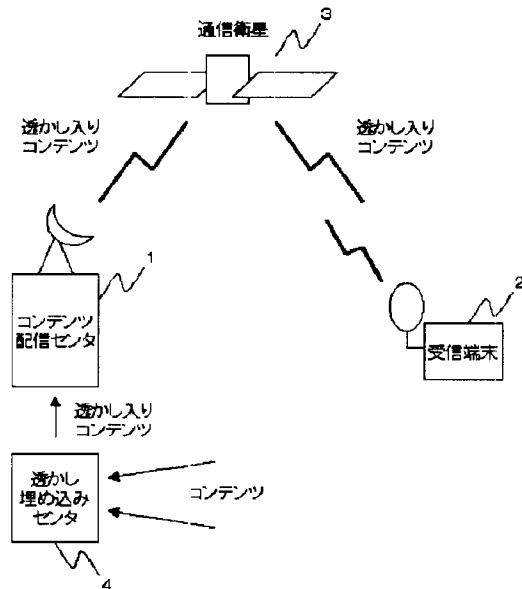 通信衛星
3
透かし入り
コンテンツ
透かし入り
コンテンツ
1
コンテンツ
配信センタ
2
受信端末
透かし入り
コンテンツ
透かし
埋め込み
センタ
コンテンツ
4